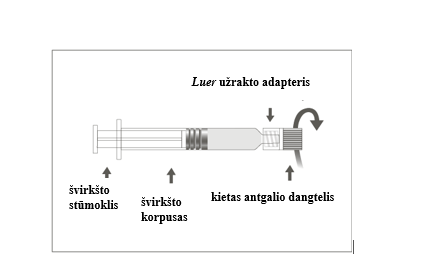 Luer užrakto adapteris
švirkšto
stūmoklis
švirkšto
korpusas
kietas antgalio dangtelis